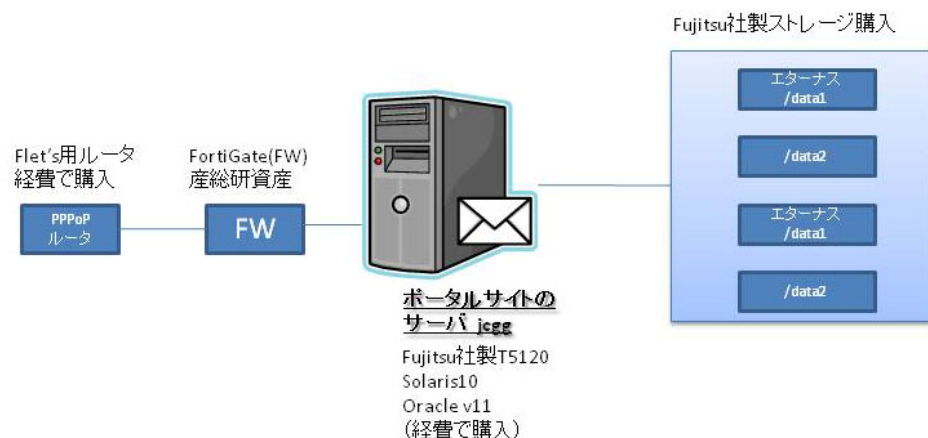 Fujitsu社製ストレージ購入
エターナス
/data1
/data2
エターナス
/data1
/data2
Flet's用ルータ
経費で購入
PPPoP
ルータ
FortiGate(FW)
産総研資産
FW
ポータルサイトの
サーバ jcgg
Fujitsu社製T5120
Solaris10
Oracle v11
(経費で購入)